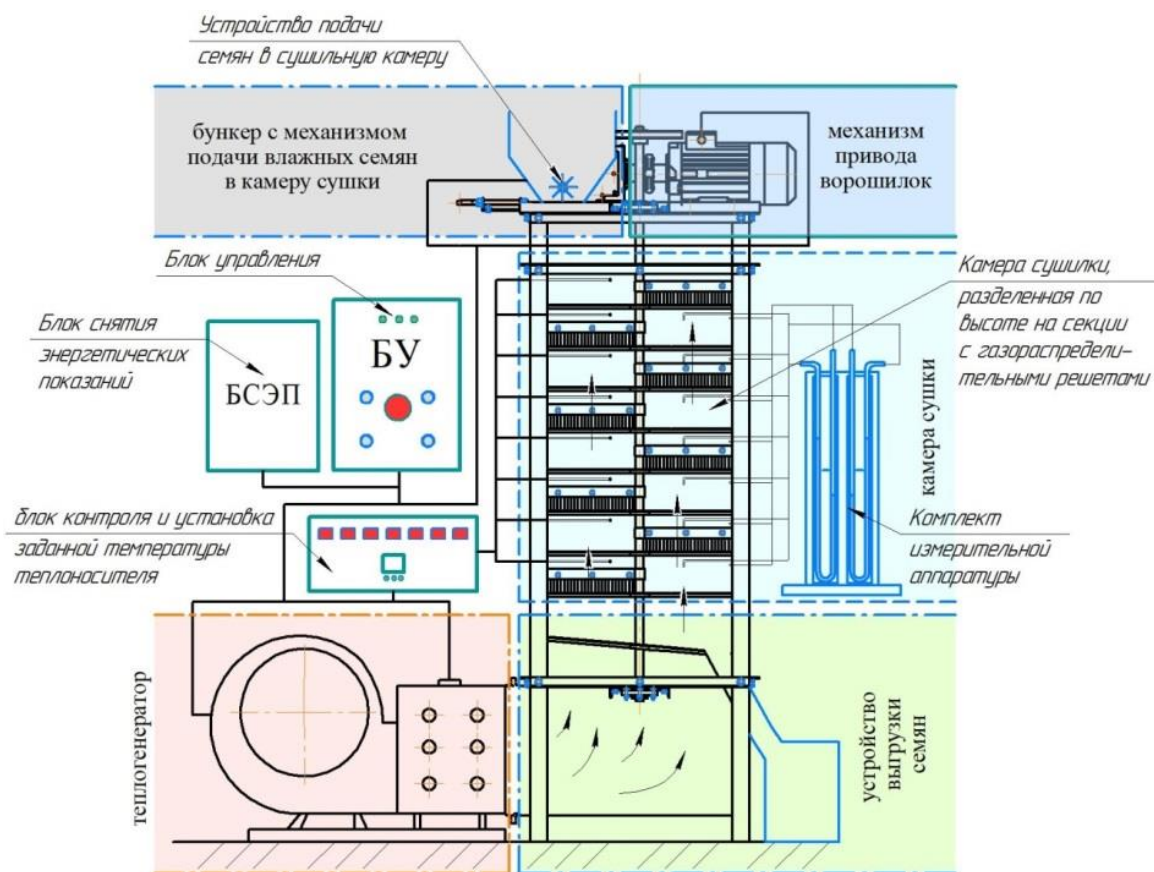 Устройство подачи
семян в сушильную камеру
бункер с механизмом
подачи влажных семян
в камеру сушки
механизм
привода
ворошилок
Блок управления
Блок снятия
энергетических
показаний
БСЭП
БУ
Камера сушилки,
разделенная по
высоте на секции
с газораспредели-
тельными решетами
камера сушки
блок контроля и установка
заданной температуры
теплоносителя
Комплект
измерительной
аппаратуры
теплогенератор
устройство
выгрузки
семян